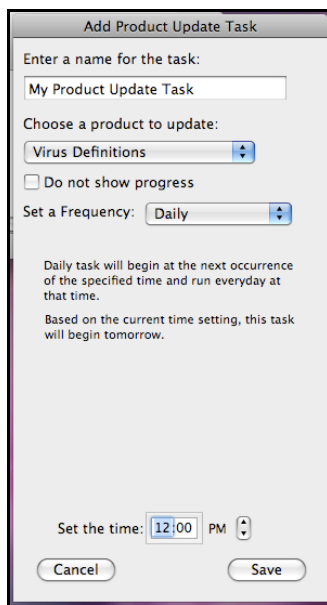 Add Product Update Task
Enter a name for the task:
My Product Update Task
Choose a product to update:
Virus Definitions
Do not show progress
Set a Frequency: Daily
Daily task will begin at the next occurrence
of the specified time and run everyday at
that time.
Based on the current time setting, this task
will begin tomorrow.
Set the time: 12:00 PM
Cancel Save